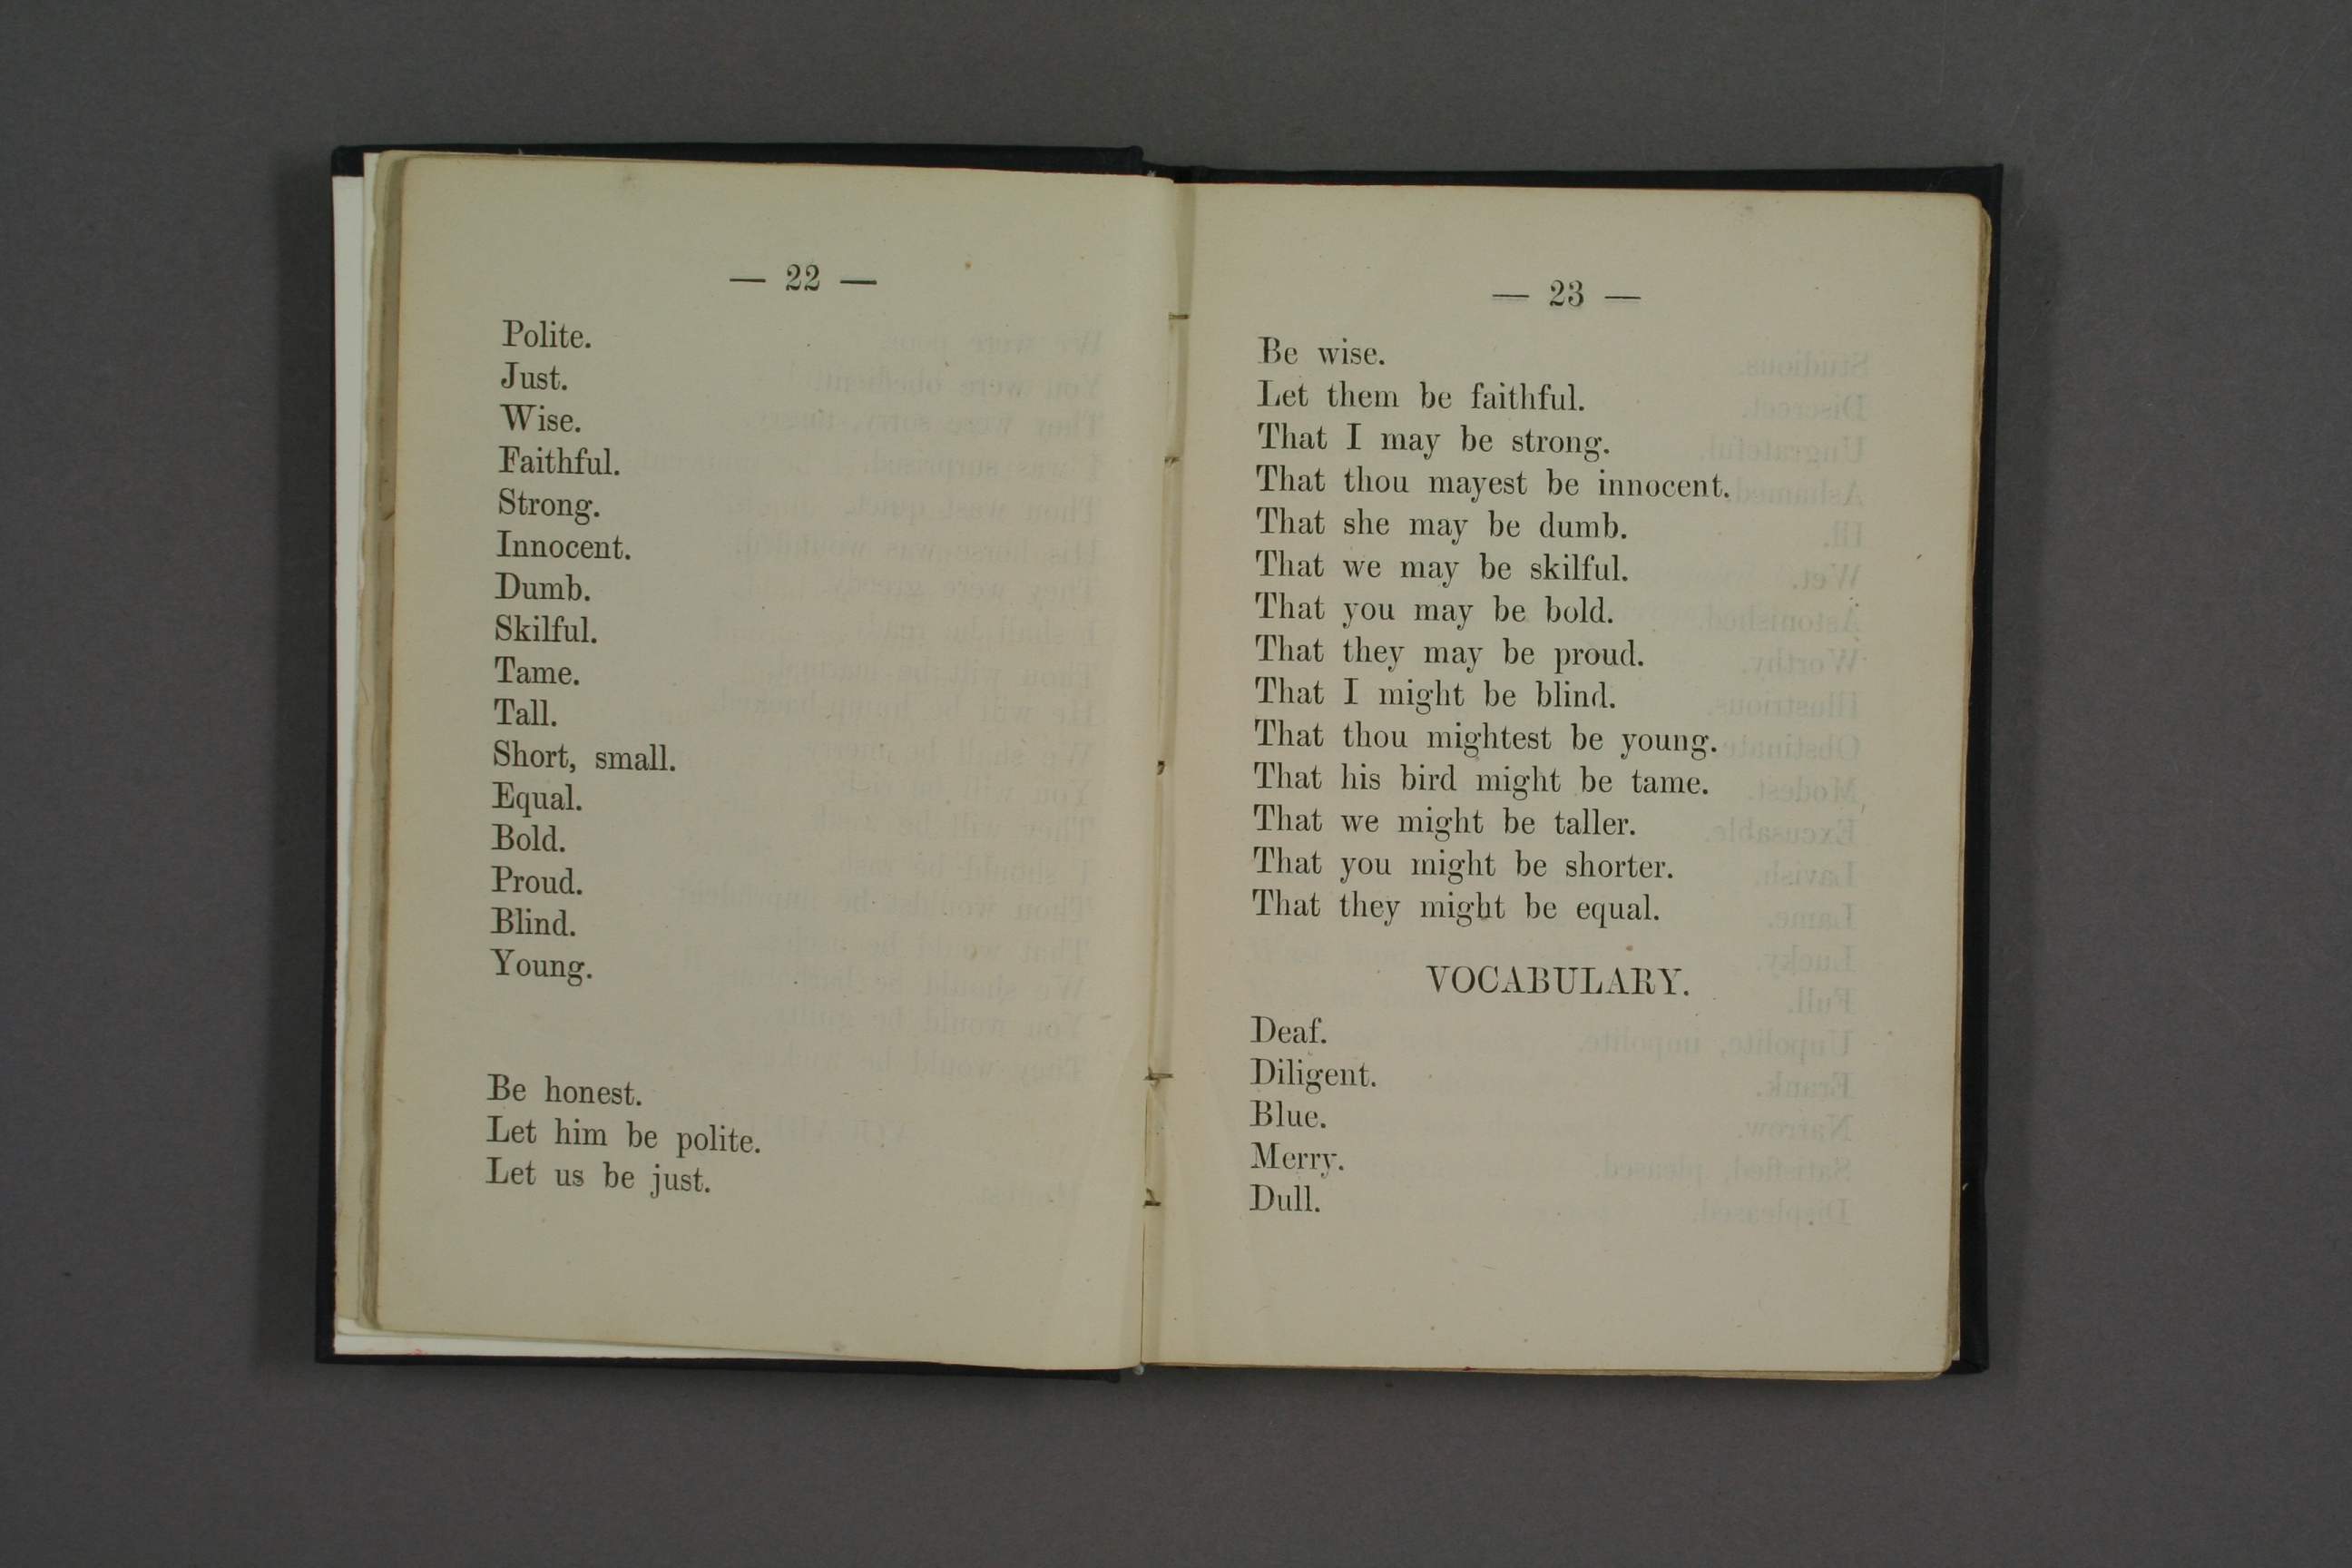 — 22 —
Polite.
Just.
Wise.
Faithful.
Strong.
Innocent.
Dumb.
Skilful.
Tame.
Tall.
Short, small.
Equal.
Bold.
Proud.
Blind.
Young.
Be honest.
Let him be polite.
Let us be just.
— 23 —
Be wise.
Let them be faithful.
That I may be strong.
That thou mayest be innocent.
That she may be dumb.
That we may be skilful.
That you may be bold.
That they may be proud.
That I might be blind.
That thou mightest be young.
That his bird might be tame.
That we might be taller.
That you might be shorter.
That they might be equal.
VOCABULARY.
Deaf.
Diligent.
Blue.
Merry.
Dull.